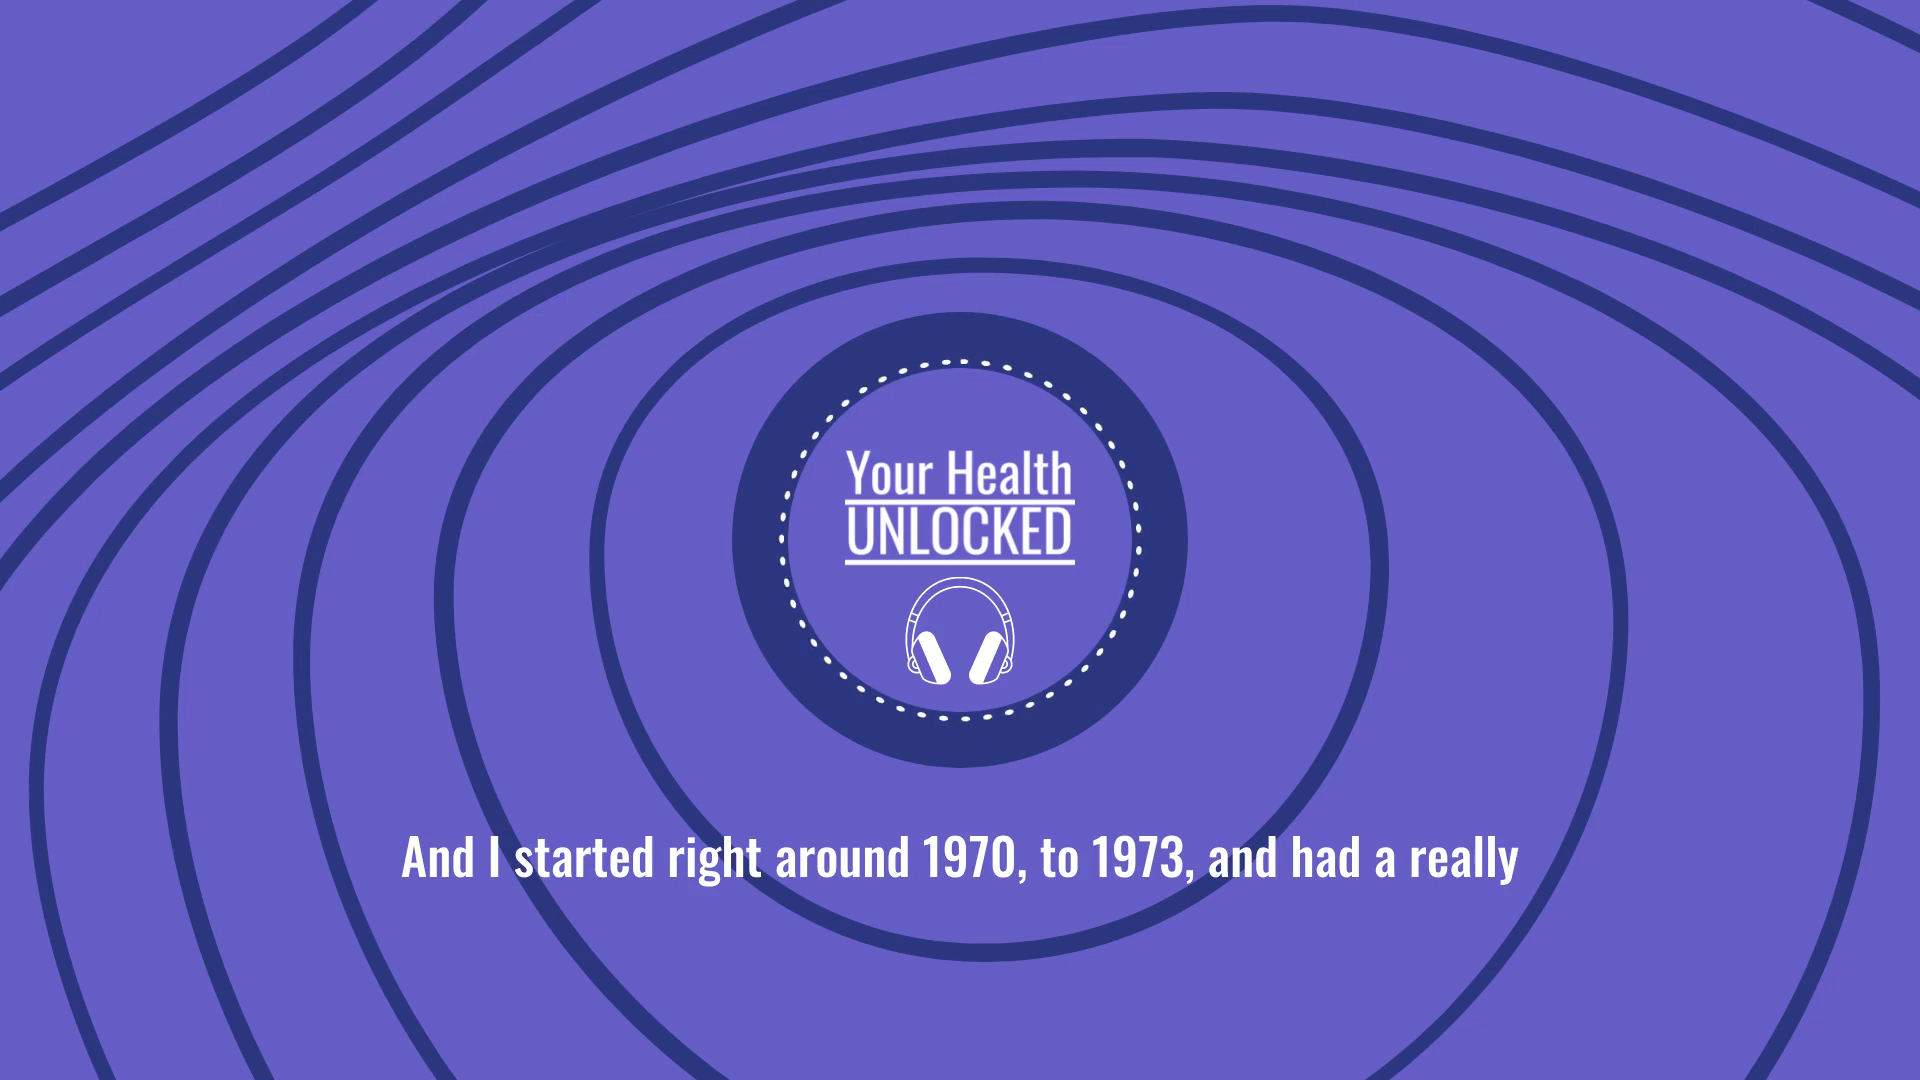 Your Health
UNLOCKED
And I started right around 1970, to 1973, and had a really